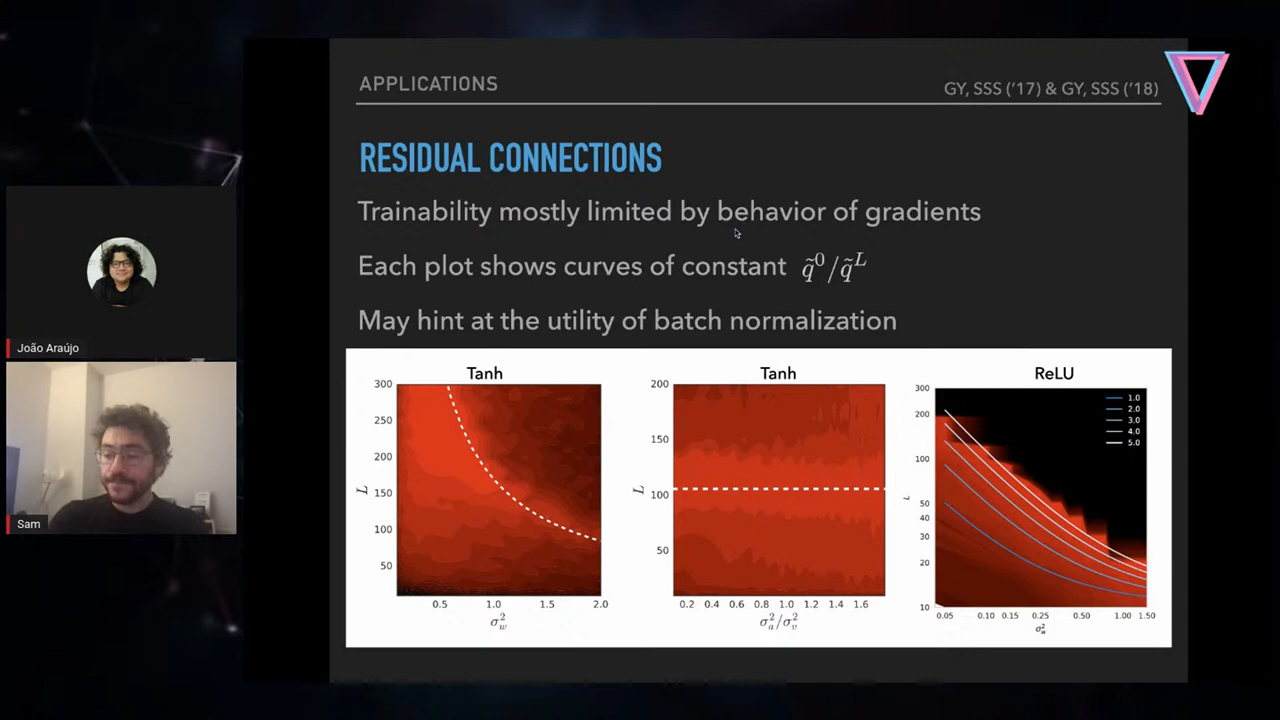 APPLICATIONS
GY, SSS ('17) & GY, SSS ('18)
RESIDUAL CONNECTIONS
Trainability mostly limited by behavior of gradients
Each plot shows curves of constant q̃⁰/q̃ᴸ
May hint at the utility of batch normalization
João Araújo
Sam
Tanh
300
250
200
150
100
50
L
0.5 1.0 1.5 2.0
σ²_w
Tanh
200
150
100
50
L
0.2 0.4 0.6 0.8 1.0 1.2 1.4 1.6
σ²_a/σ²_v
ReLU
300
200
100
50
40
30
20
10
L
1.0
2.0
3.0
4.0
5.0
0.05 0.10 0.15 0.25 0.50 1.00 1.50